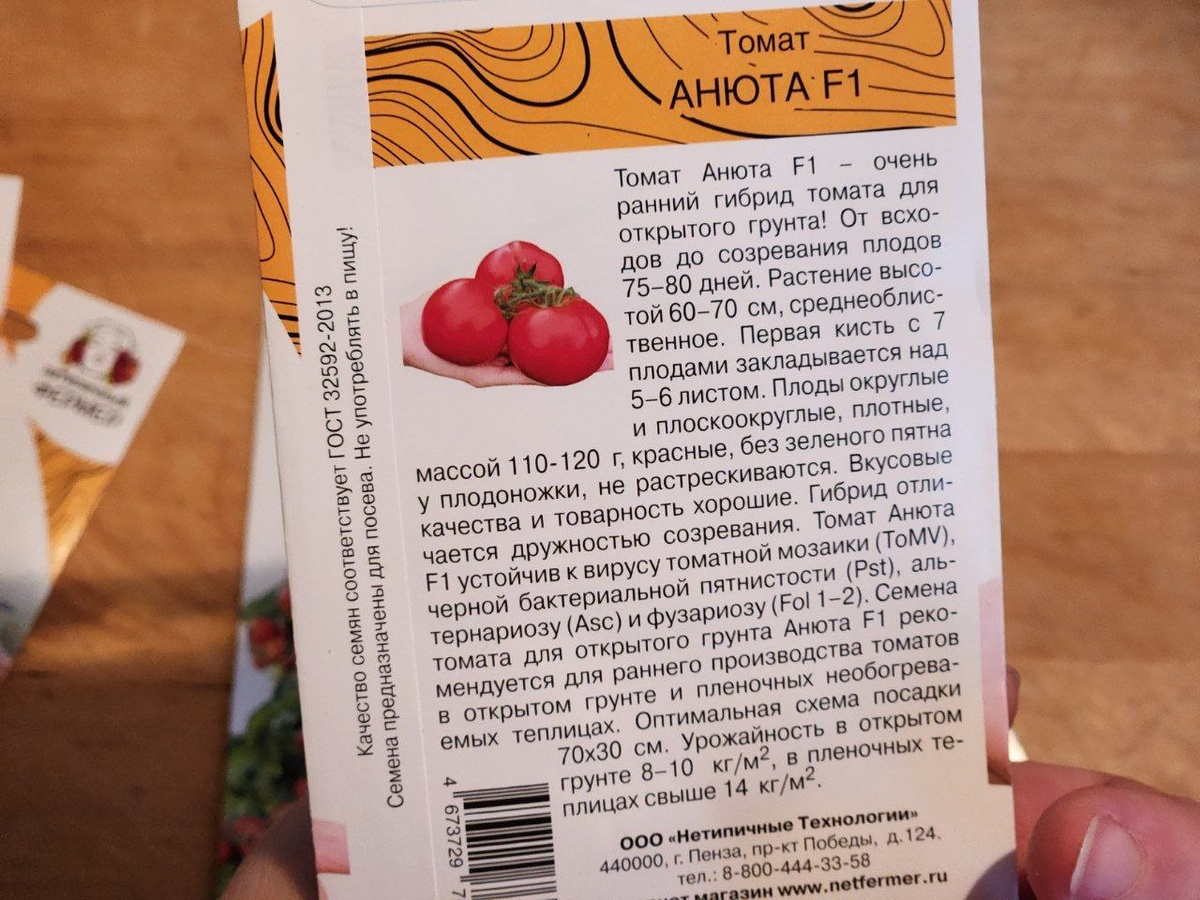 Томат
АНЮТА F1
Томат Анюта F1 – очень
ранний гибрид томата для
открытого грунта! От всхо-
дов до созревания плодов
75–80 дней. Растение высо-
той 60–70 см, среднеоблис-
твенное. Первая кисть с 7
плодами закладывается над
5–6 листом. Плоды округлые
и плоскоокруглые, плотные,
массой 110-120 г, красные, без зеленого пятна
у плодоножки, не растрескиваются. Вкусовые
качества и товарность хорошие. Гибрид отли-
чается дружностью созревания. Томат Анюта
F1 устойчив к вирусу томатной мозаики (ToMV),
черной бактериальной пятнистости (Pst), аль-
тернариозу (Asc) и фузариозу (Fol 1–2). Семена
томата для открытого грунта Анюта F1 реко-
мендуется для раннего производства томатов
в открытом грунте и пленочных необогрева-
емых теплицах. Оптимальная схема посадки
70х30 см. Урожайность в открытом
грунте 8–10 кг/м², в пленочных те-
плицах свыше 14 кг/м².
ООО «Нетипичные Технологии»
440000, г. Пенза, пр-кт Победы, д.124.
тел.: 8-800-444-33-58
магазин www.netfermer.ru
Качество семян соответствует ГОСТ 32592-2013
Семена предназначены для посева. Не употреблять в пищу!
4 673729 7
ФЕРМЕР